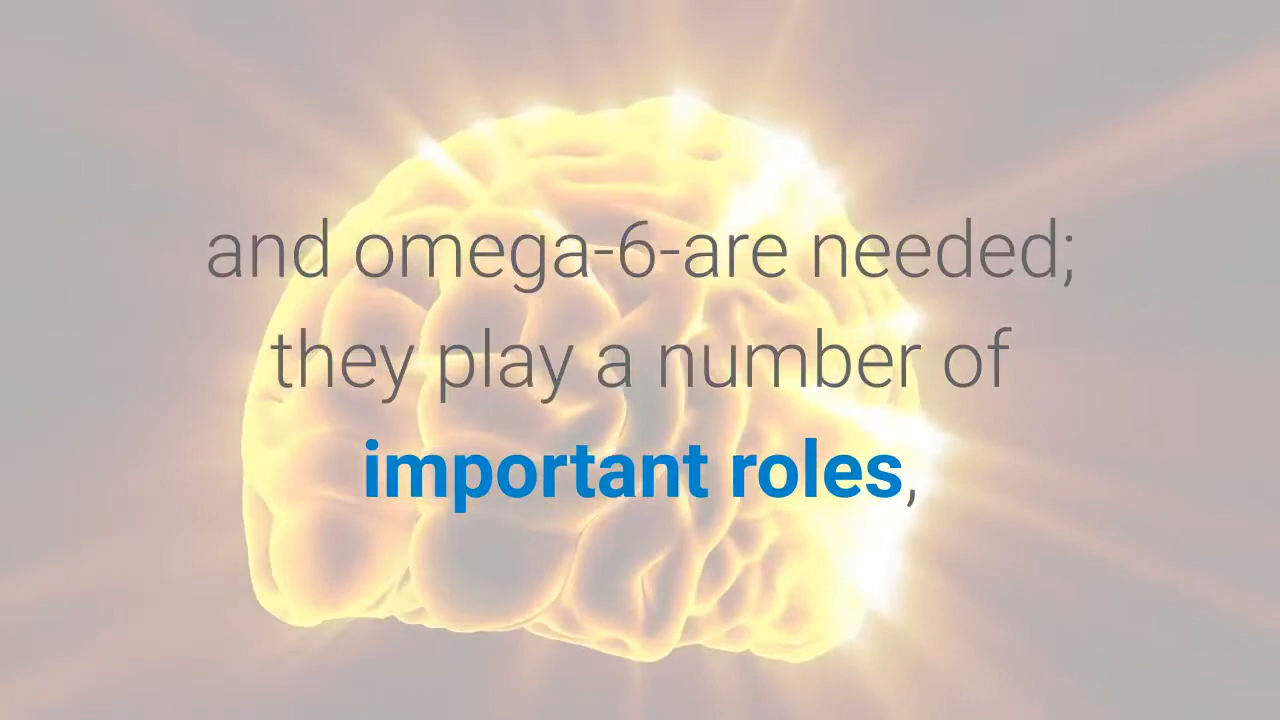 and omega-6-are needed;
they play a number of
important roles,